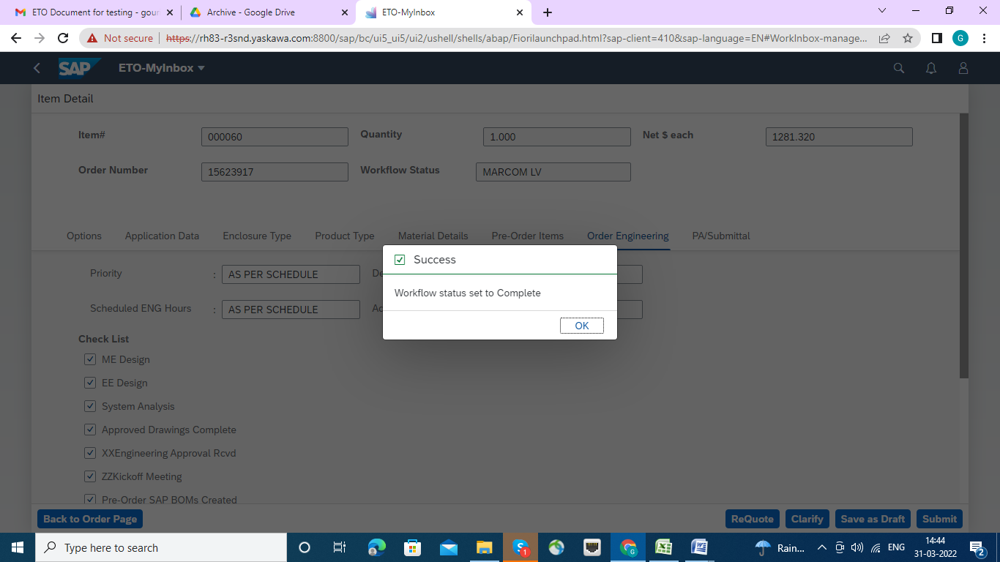 ETO Document for testing - gour
Archive - Google Drive
ETO-MyInbox
Not secure
https://rh83-r3snd.yaskawa.com:8800/sap/bc/ui5_ui5/ui2/ushell/shells/abap/Fiorilaunchpad.html?sap-client=410&sap-language=EN#WorkInbox-manage...
G
SAP
ETO-MyInbox
Item Detail
Item# 000060 Quantity 1.000 Net $ each 1281.320
Order Number 15623917 Workflow Status MARCOM LV
Options Application Data Enclosure Type Product Type Material Details Pre-Order Items Order Engineering PA/Submittal
Success
Workflow status set to Complete
OK
Priority : AS PER SCHEDULE
Scheduled ENG Hours : AS PER SCHEDULE
Check List
ME Design
EE Design
System Analysis
Approved Drawings Complete
XXEngineering Approval Rcvd
ZZKickoff Meeting
Pre-Order SAP BOMs Created
Back to Order Page ReQuote Clarify Save as Draft Submit
Type here to search
1
G
Rain...
ENG
14:44
31-03-2022
2